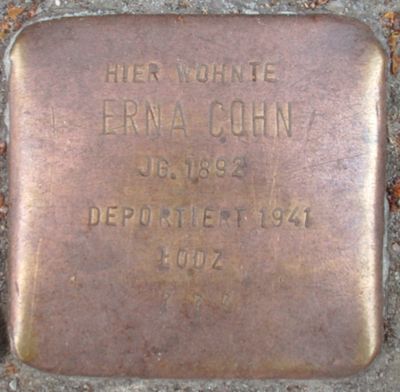 HIER WOHNTE
ERNA COHN
JG. 1892
DEPORTIERT 1941
LODZ
? ? ?